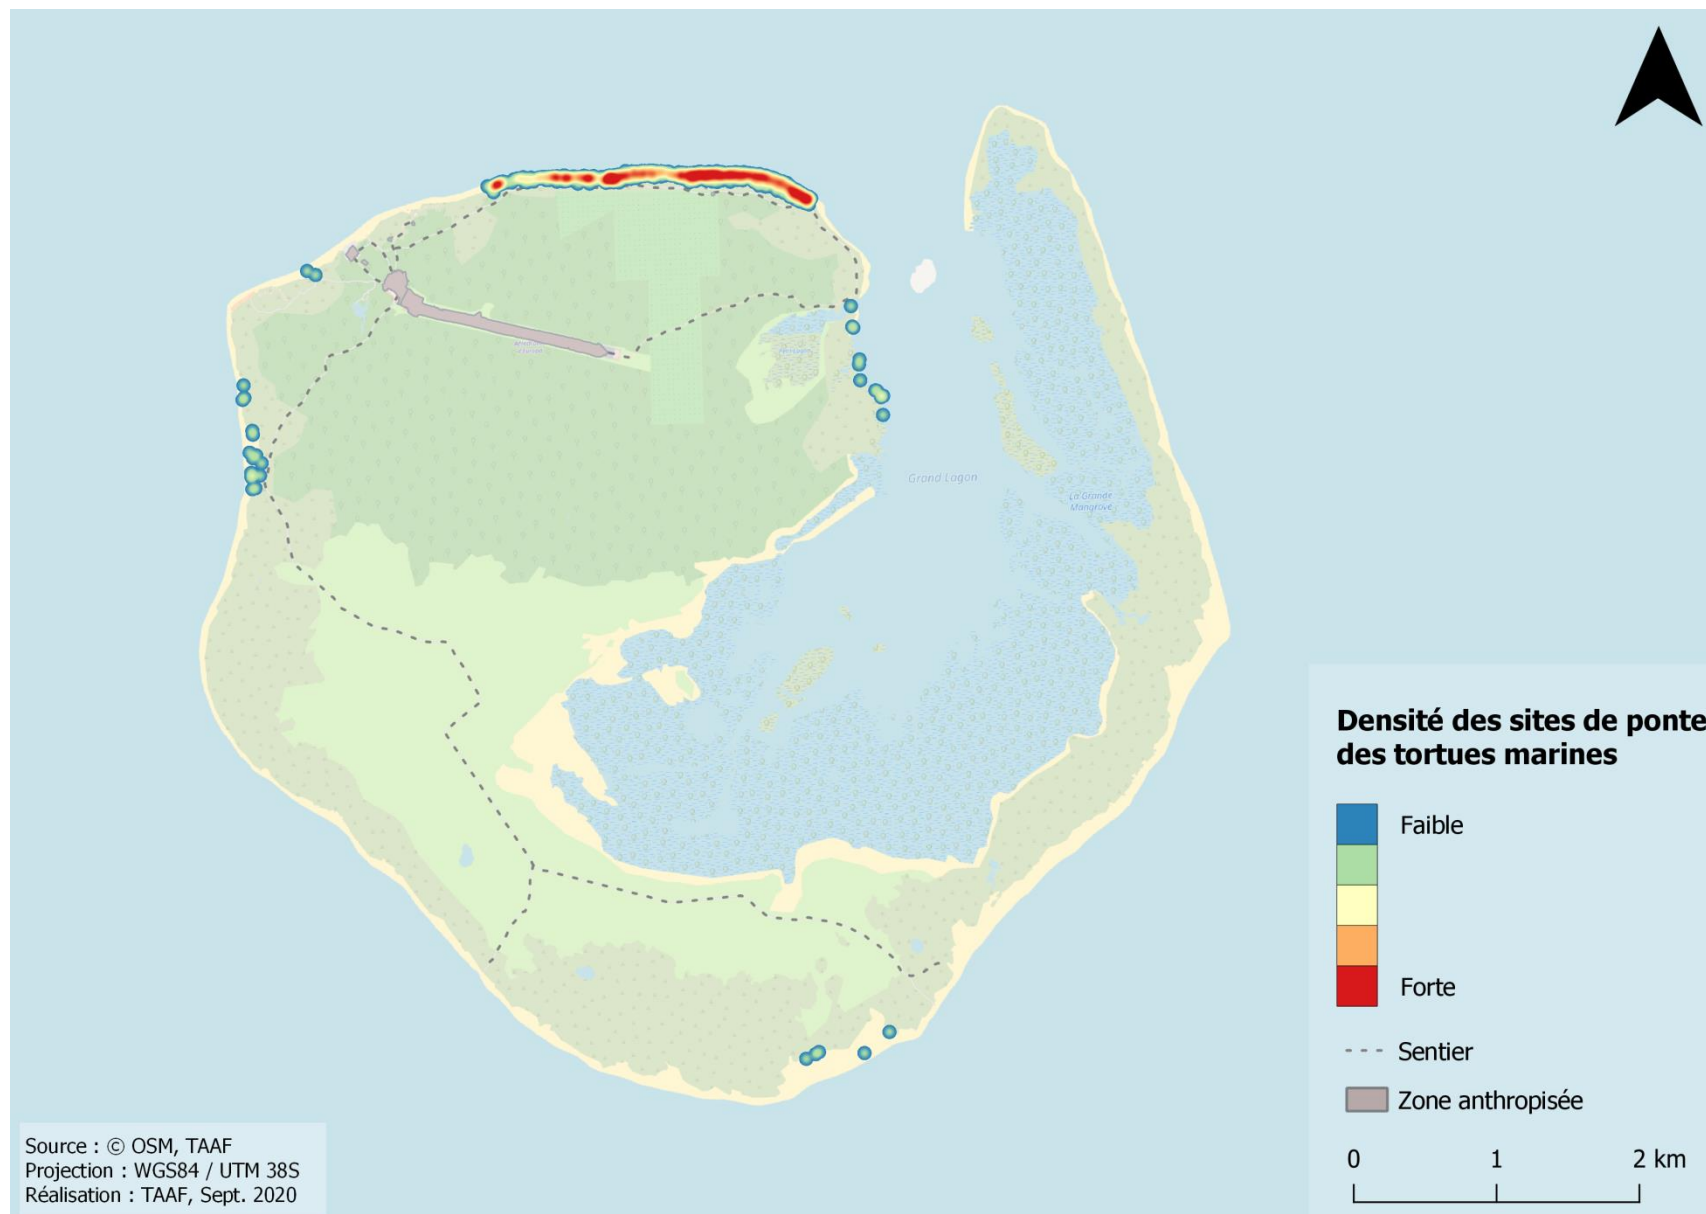 Grand Lagon
La Grande
Mangrove
Densité des sites de ponte
des tortues marines
Faible
Forte
Sentier
Zone anthropisée
0 1 2 km
Source : © OSM, TAAF
Projection : WGS84 / UTM 38S
Réalisation : TAAF, Sept. 2020